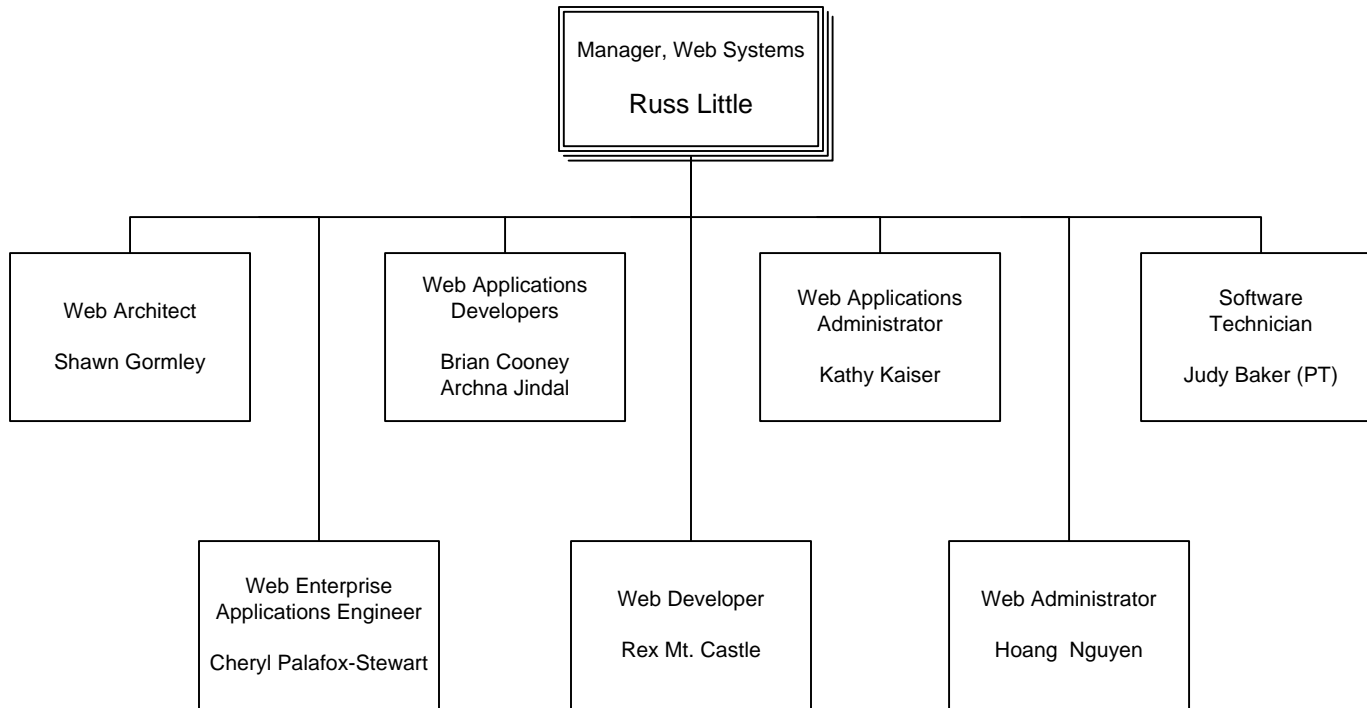 Manager, Web Systems
Russ Little
Web Architect
Shawn Gormley
Web Applications
Developers
Brian Cooney
Archna Jindal
Web Applications
Administrator
Kathy Kaiser
Software
Technician
Judy Baker (PT)
Web Enterprise
Applications Engineer
Cheryl Palafox-Stewart
Web Developer
Rex Mt. Castle
Web Administrator
Hoang Nguyen